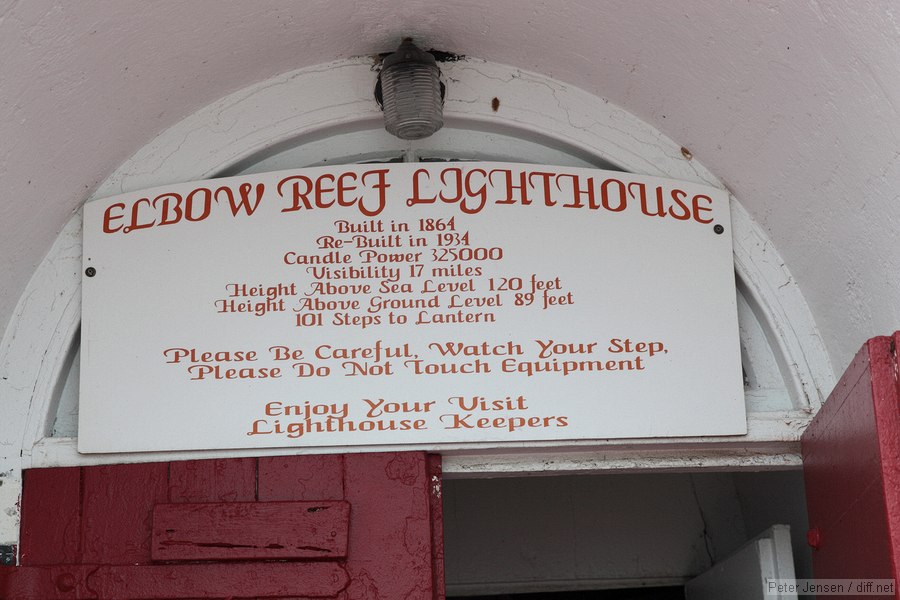 ELBOW REEF LIGHTHOUSE
Built in 1864
Re-Built in 1934
Candle Power 325000
Visibility 17 miles
Height Above Sea Level 120 feet
Height Above Ground Level 89 feet
101 Steps to Lantern
Please Be Careful, Watch Your Step,
Please Do Not Touch Equipment
Enjoy Your Visit
Lighthouse Keepers
Peter Jensen / diff.net